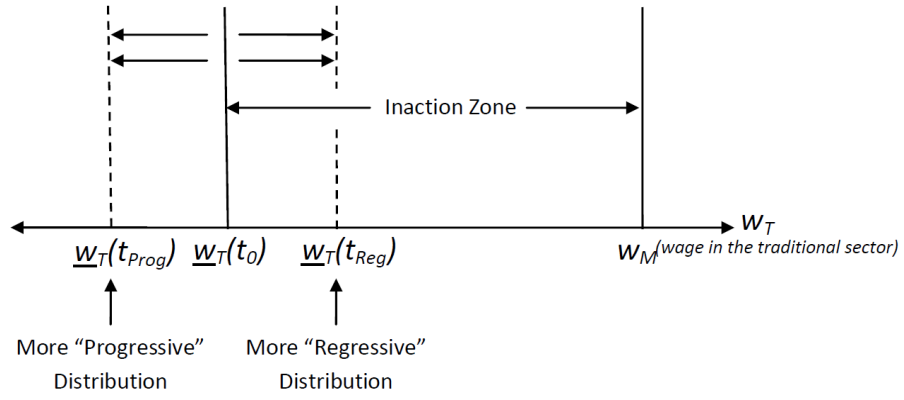 Inaction Zone
w_T
w_T(t_Prog) w_T(t_0) w_T(t_Reg) w_M (wage in the traditional sector)
More “Progressive” More “Regressive”
Distribution Distribution